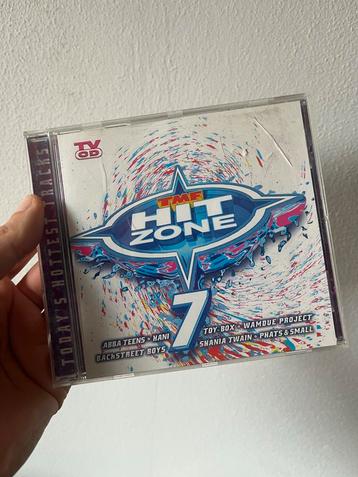 TODAY'S HOTTEST TRACKS
TV
CD
TMF
HIT
ZONE
7
ABBA TEENS • HANI
BACKSTREET BOYS
TOY-BOX • WAMDUE PROJECT
SHANIA TWAIN • PHATS & SMALL